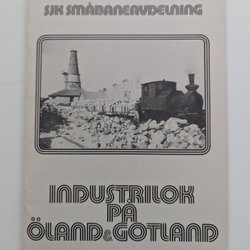 SJK SMÅBANEAVDELNING
INDUSTRILOK
PÅ
ÖLAND & GOTLAND